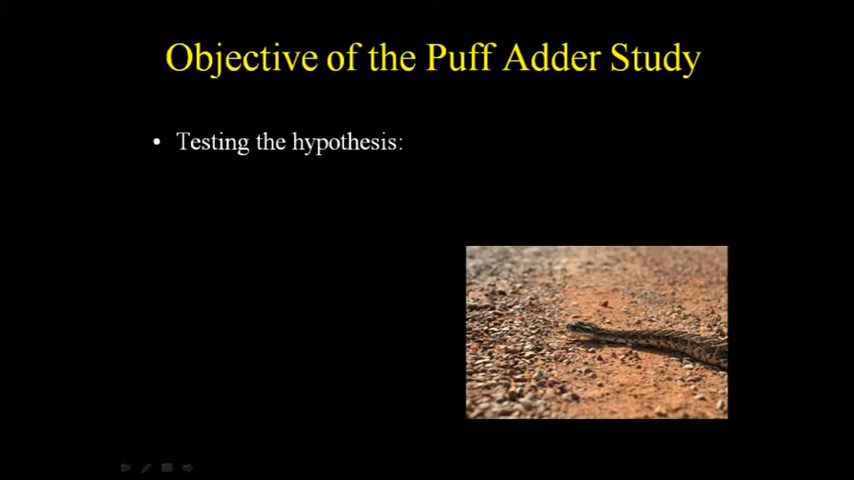 Objective of the Puff Adder Study
• Testing the hypothesis: